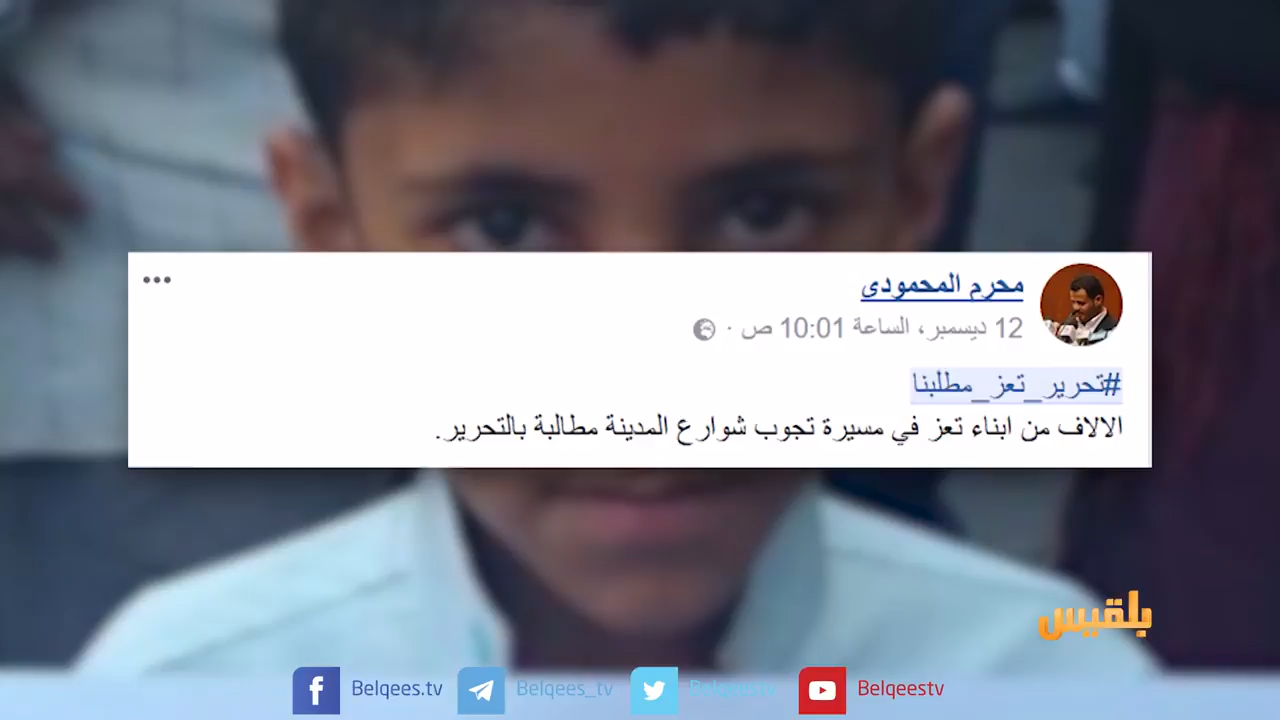 محرم المحمودى
12 ديسمبر، الساعة 10:01 ص ·
#تحرير_تعز_مطلبنا
الالاف من ابناء تعز في مسيرة تجوب شوارع المدينة مطالبة بالتحرير.
بلقيس
Belqees.tv Belqees_tv Belqeestv Belqeestv